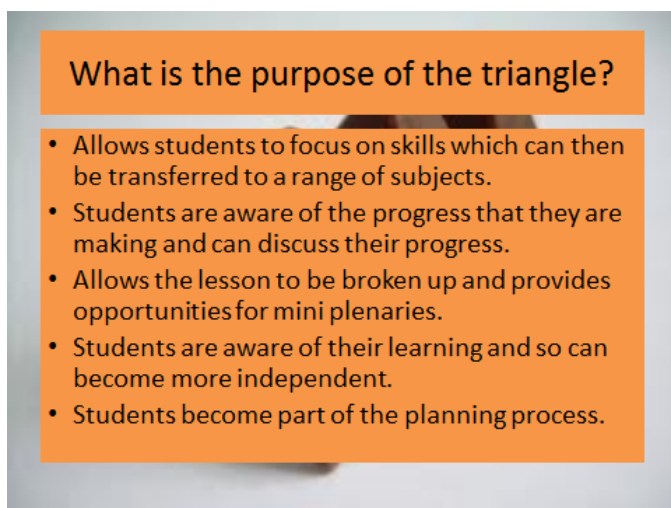 What is the purpose of the triangle?
• Allows students to focus on skills which can then
be transferred to a range of subjects.
• Students are aware of the progress that they are
making and can discuss their progress.
• Allows the lesson to be broken up and provides
opportunities for mini plenaries.
• Students are aware of their learning and so can
become more independent.
• Students become part of the planning process.